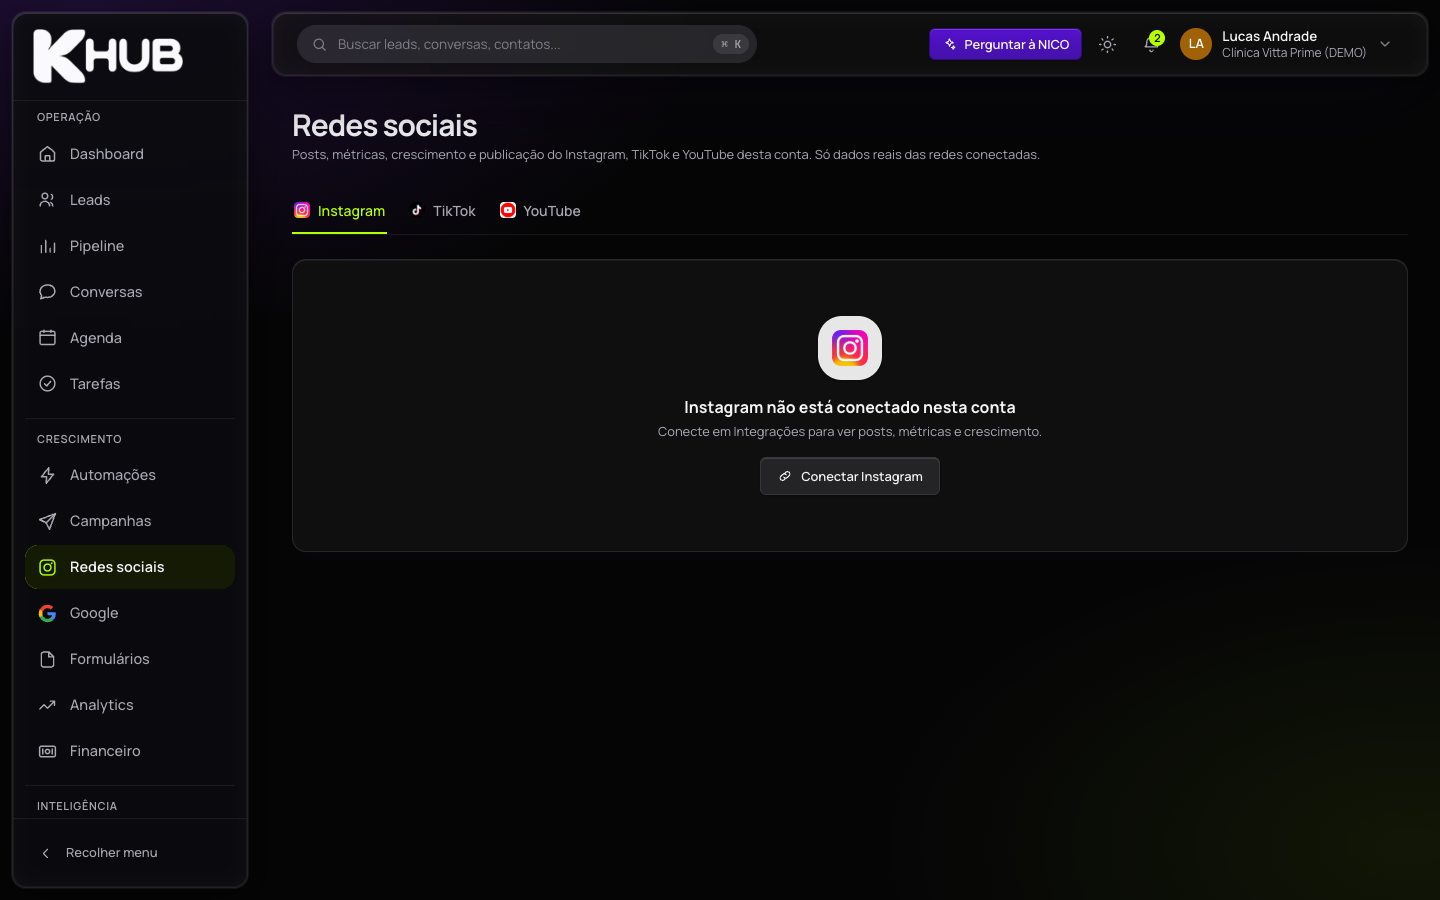 KHUB
Buscar leads, conversas, contatos...
⌘ K
Perguntar à NICO
2
LA
Lucas Andrade
Clínica Vitta Prime (DEMO)
OPERAÇÃO
Dashboard
Leads
Pipeline
Conversas
Agenda
Tarefas
CRESCIMENTO
Automações
Campanhas
Redes sociais
Google
Formulários
Analytics
Financeiro
INTELIGÊNCIA
Recolher menu
Redes sociais
Posts, métricas, crescimento e publicação do Instagram, TikTok e YouTube desta conta. Só dados reais das redes conectadas.
Instagram
TikTok
YouTube
Instagram não está conectado nesta conta
Conecte em Integrações para ver posts, métricas e crescimento.
Conectar Instagram